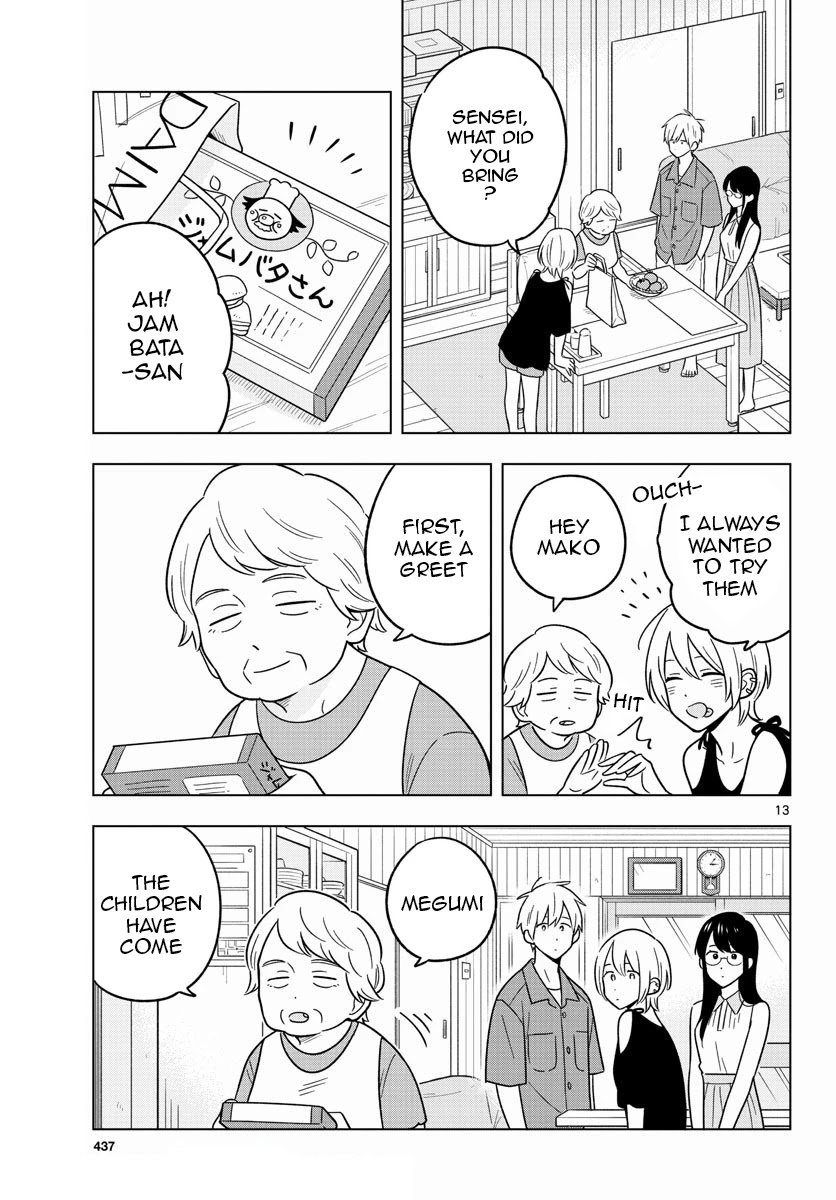 SENSEI,
WHAT DID
YOU
BRING
?
DAIM
ジャムバタさん
AH!
JAM
BATA
-SAN
OUCH-
I ALWAYS
WANTED
TO TRY
THEM
HEY
MAKO
HIT
FIRST,
MAKE A
GREET
13
MEGUMI
THE
CHILDREN
HAVE
COME
437